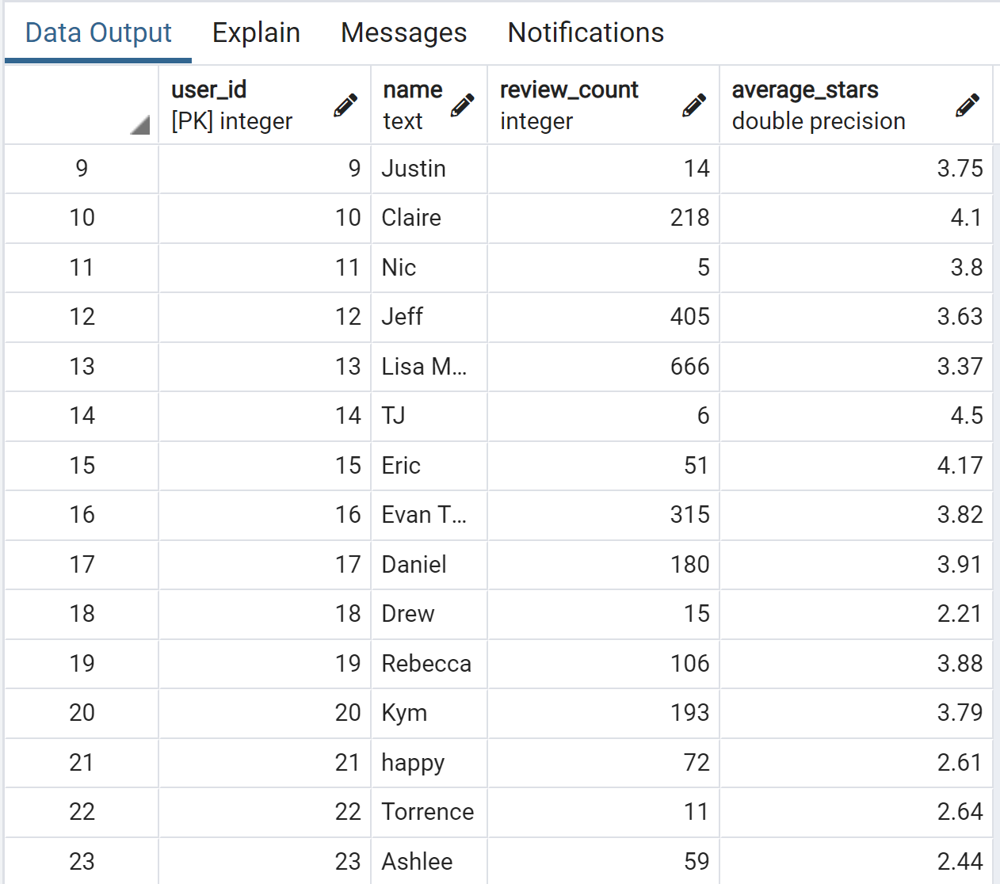 Data Output Explain Messages Notifications
user_id name review_count average_stars
[PK] integer text integer double precision
9 9 Justin 14 3.75
10 10 Claire 218 4.1
11 11 Nic 5 3.8
12 12 Jeff 405 3.63
13 13 Lisa M... 666 3.37
14 14 TJ 6 4.5
15 15 Eric 51 4.17
16 16 Evan T... 315 3.82
17 17 Daniel 180 3.91
18 18 Drew 15 2.21
19 19 Rebecca 106 3.88
20 20 Kym 193 3.79
21 21 happy 72 2.61
22 22 Torrence 11 2.64
23 23 Ashlee 59 2.44